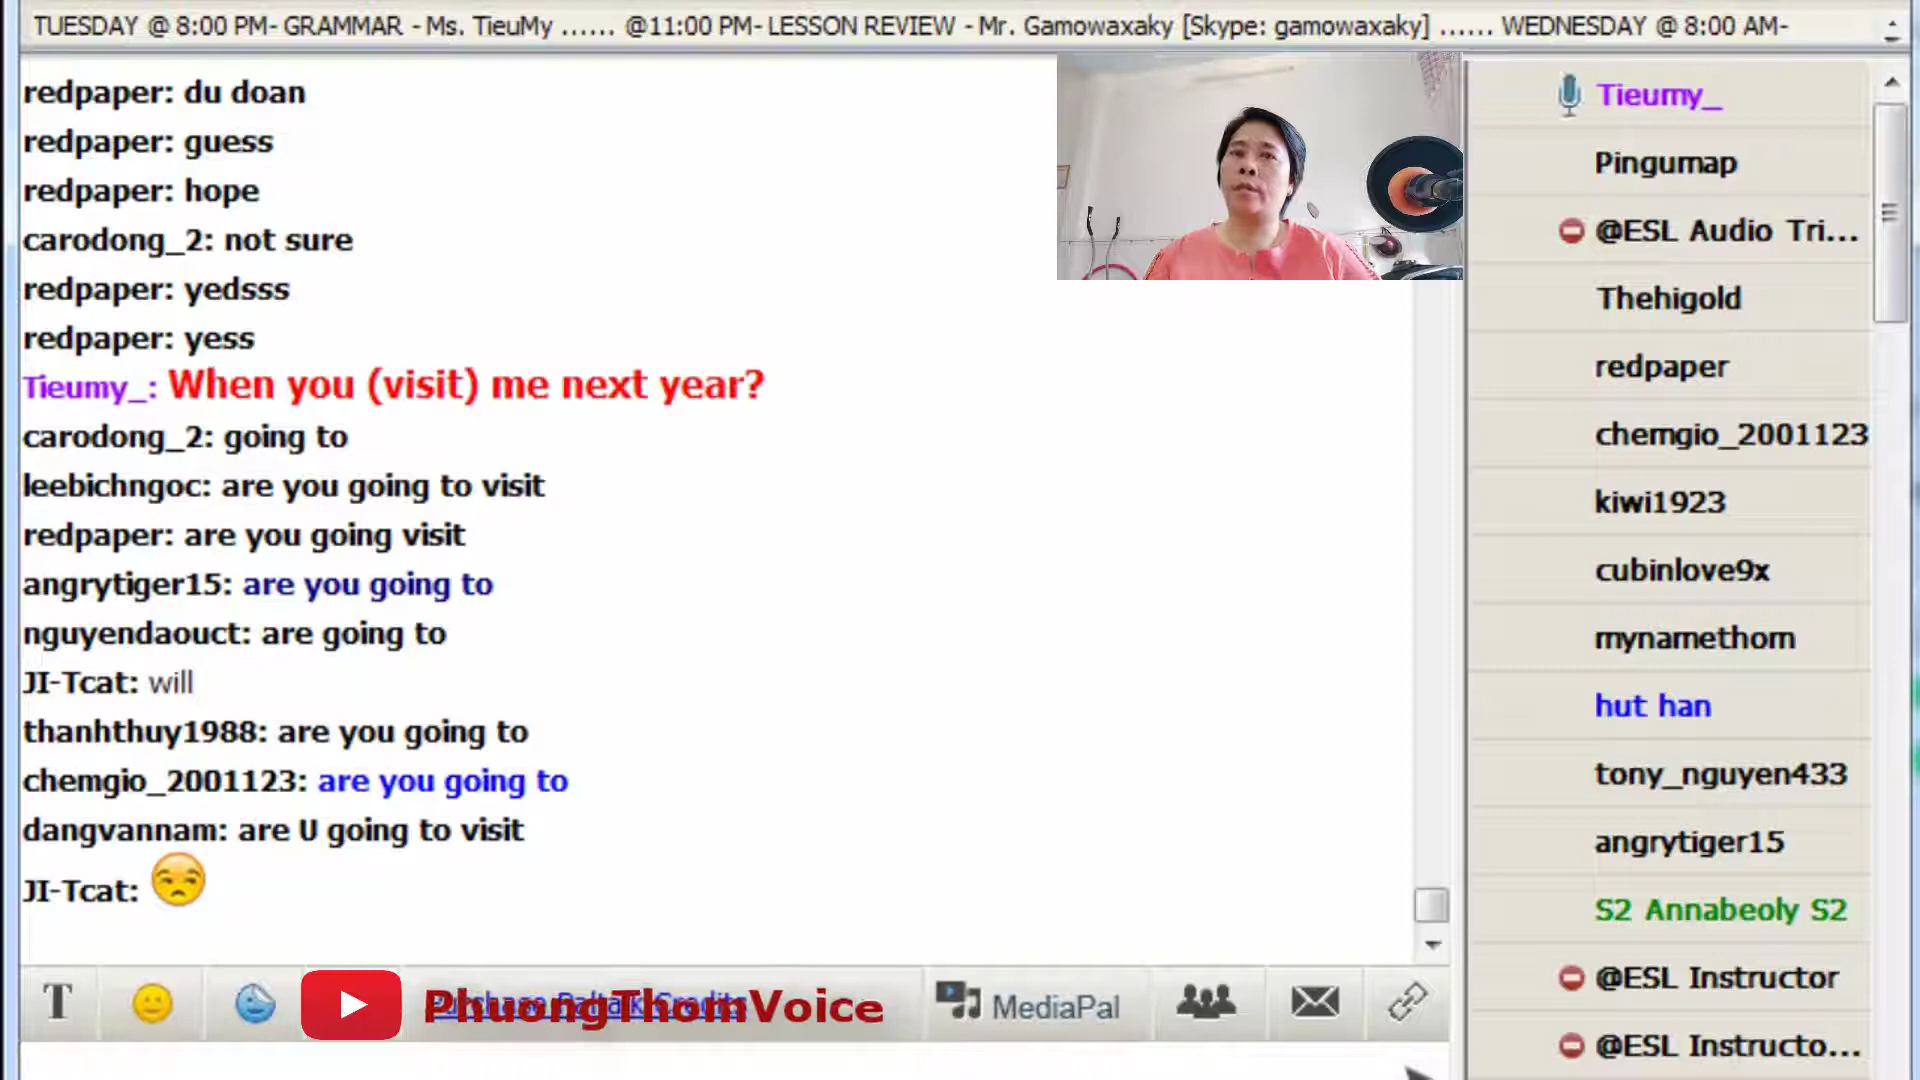 TUESDAY @ 8:00 PM- GRAMMAR - Ms. TieuMy ...... @11:00 PM- LESSON REVIEW - Mr. Gamowaxaky [Skype: gamowaxaky] ...... WEDNESDAY @ 8:00 AM-
redpaper: du doan
redpaper: guess
redpaper: hope
carodong_2: not sure
redpaper: yedsss
redpaper: yess
Tieumy_: When you (visit) me next year?
carodong_2: going to
leebichngoc: are you going to visit
redpaper: are you going visit
angrytiger15: are you going to
nguyendaouct: are going to
JI-Tcat: will
thanhthuy1988: are you going to
chemgio_2001123: are you going to
dangvannam: are U going to visit
JI-Tcat:
Tieumy_
Pingumap
@ESL Audio Tri...
Thehigold
redpaper
chemgio_2001123
kiwi1923
cubinlove9x
mynamethom
hut han
tony_nguyen433
angrytiger15
S2 Annabeoly S2
@ESL Instructor
@ESL Instructo...
T
Purchase Paltalk Credits
PhuongThomVoice
MediaPal